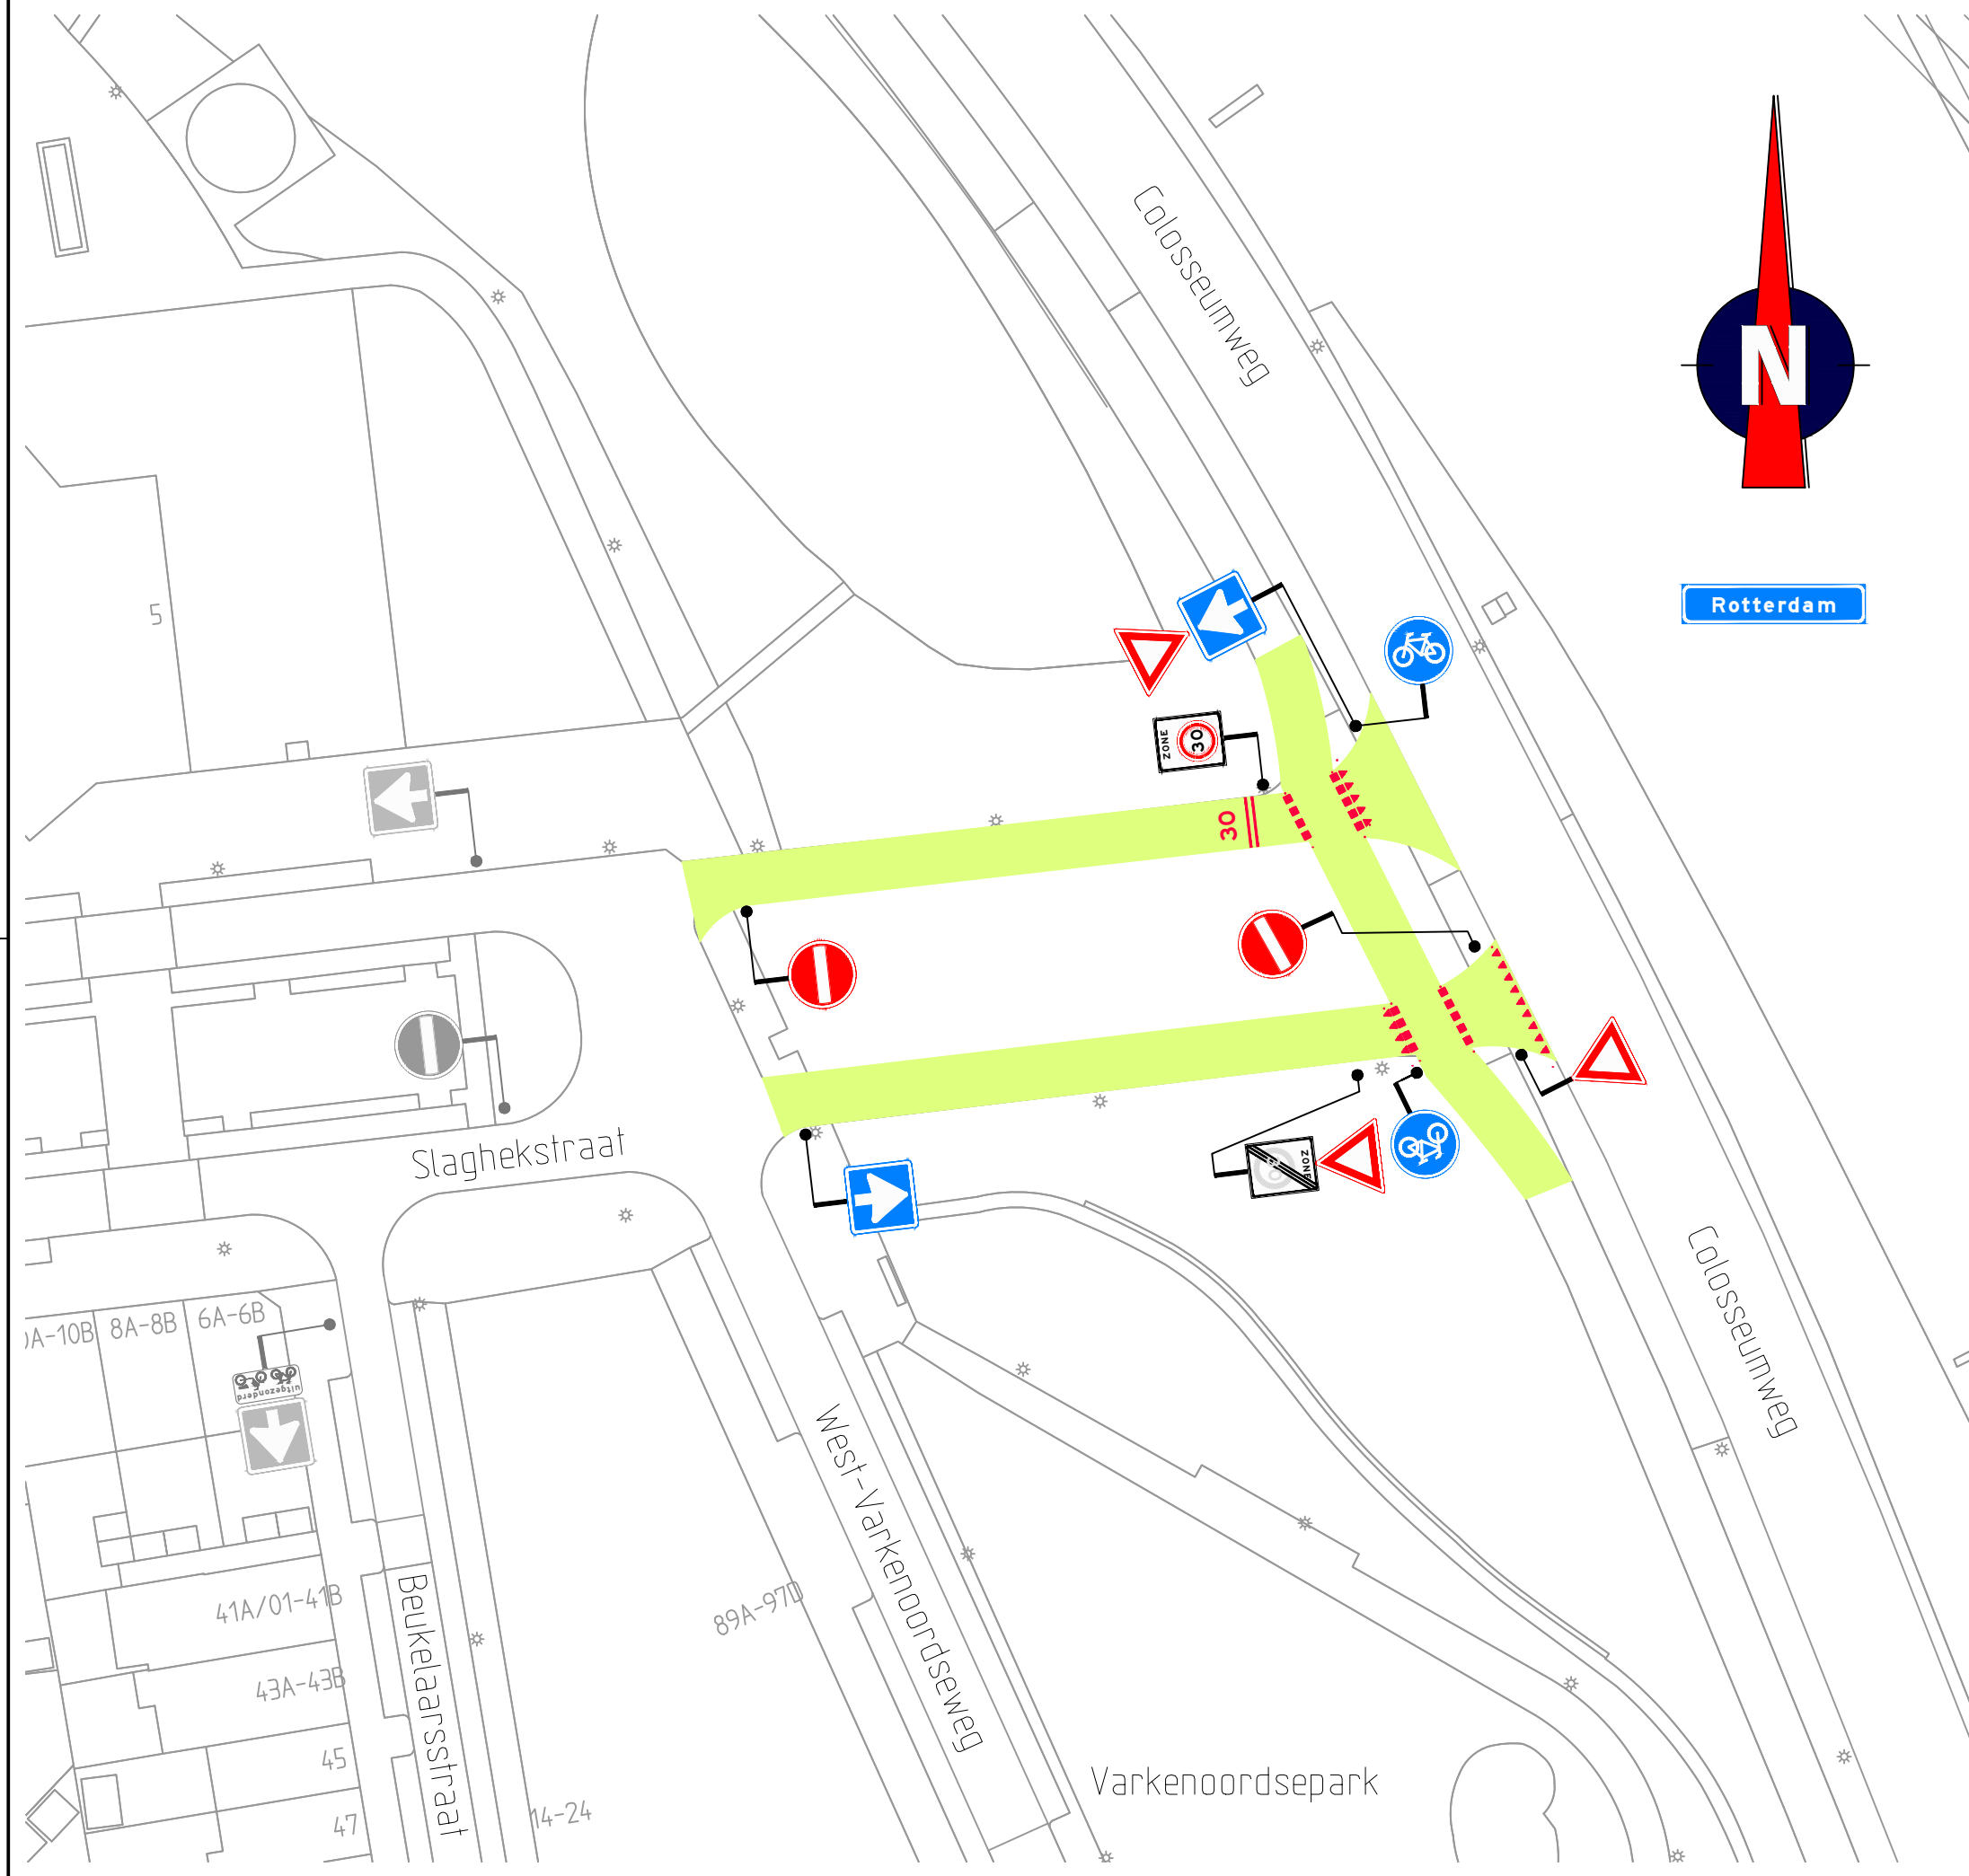 Colosseumweg
N
5
Rotterdam
ZONE
30
30
Slaghekstraat
ZONE
A-10B
8A-8B
6A-6B
uitgezonderd
Colosseumweg
West-Varkenoordseweg
41A/01-41B
89A-97D
Beukelaarsstraat
43A-43B
45
Varkenoordsepark
14-24
47